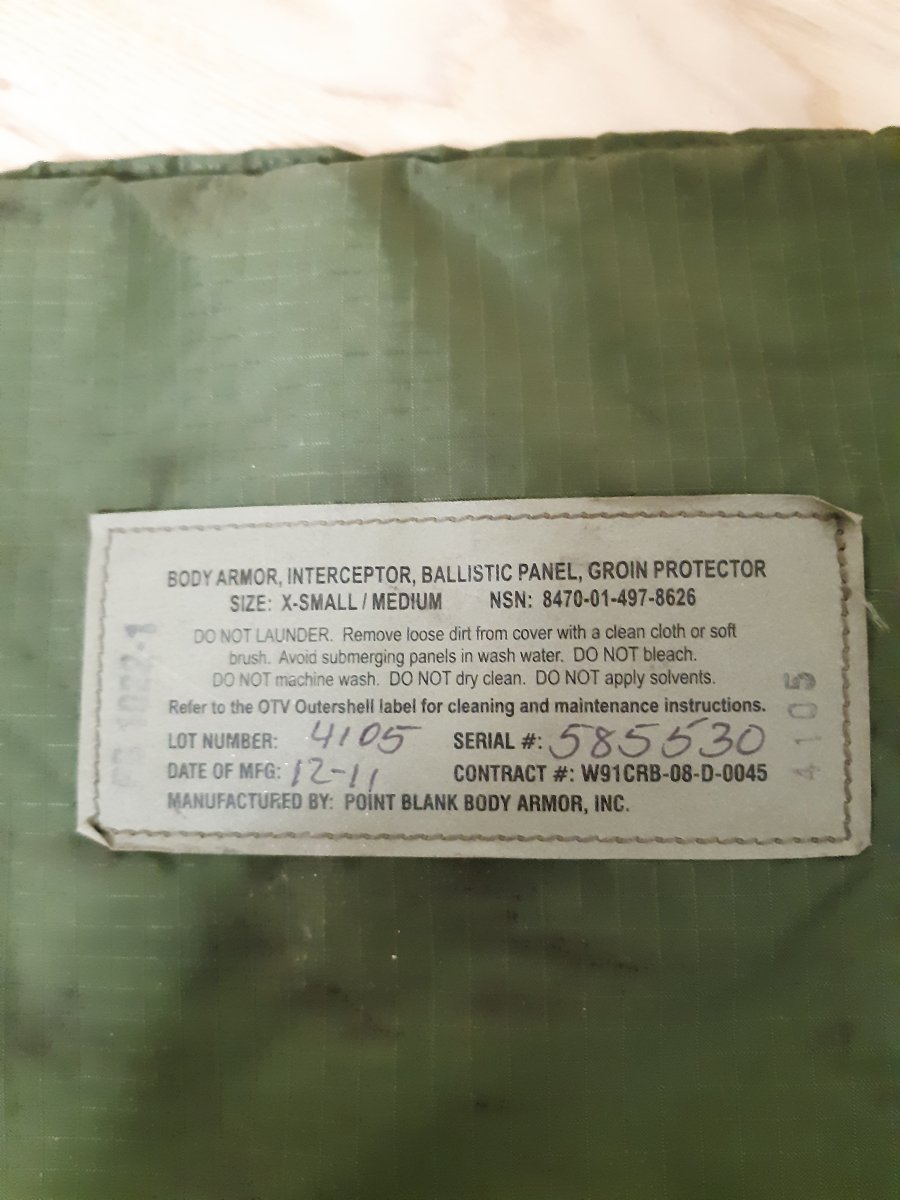 BODY ARMOR, INTERCEPTOR, BALLISTIC PANEL, GROIN PROTECTOR
SIZE: X-SMALL / MEDIUM NSN: 8470-01-497-8626
DO NOT LAUNDER. Remove loose dirt from cover with a clean cloth or soft
brush. Avoid submerging panels in wash water. DO NOT bleach.
DO NOT machine wash. DO NOT dry clean. DO NOT apply solvents.
Refer to the OTV Outershell label for cleaning and maintenance instructions.
LOT NUMBER: 4105 SERIAL #: 585530
DATE OF MFG: 12-11 CONTRACT #: W91CRB-08-D-0045
MANUFACTURED BY: POINT BLANK BODY ARMOR, INC.
4105